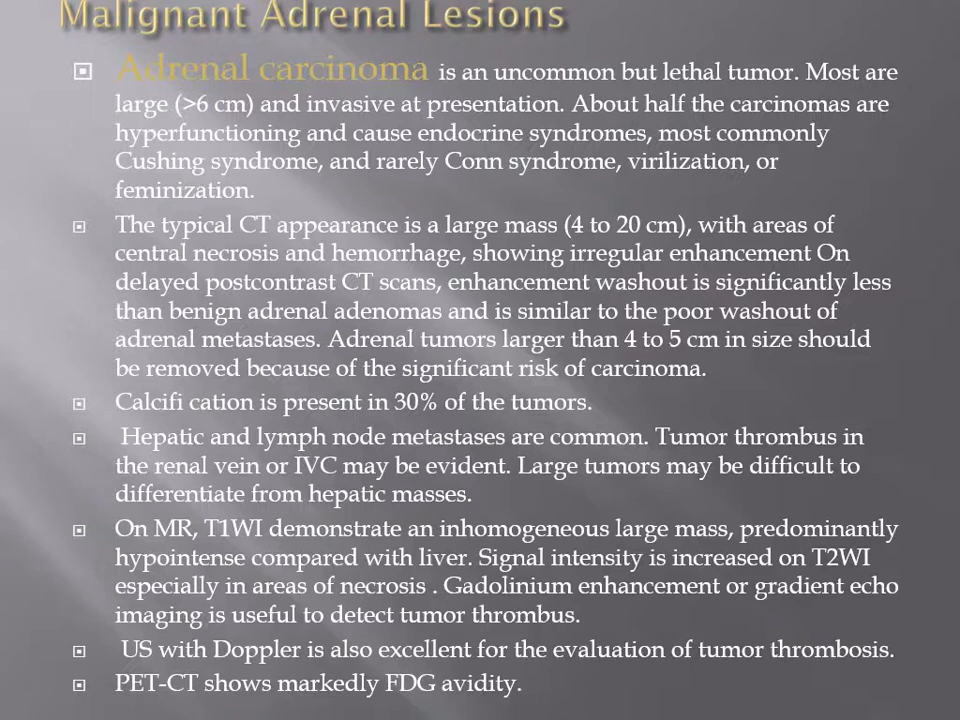 Malignant Adrenal Lesions
Adrenal carcinoma is an uncommon but lethal tumor. Most are
large (>6 cm) and invasive at presentation. About half the carcinomas are
hyperfunctioning and cause endocrine syndromes, most commonly
Cushing syndrome, and rarely Conn syndrome, virilization, or
feminization.
The typical CT appearance is a large mass (4 to 20 cm), with areas of
central necrosis and hemorrhage, showing irregular enhancement On
delayed postcontrast CT scans, enhancement washout is significantly less
than benign adrenal adenomas and is similar to the poor washout of
adrenal metastases. Adrenal tumors larger than 4 to 5 cm in size should
be removed because of the significant risk of carcinoma.
Calcifi cation is present in 30% of the tumors.
Hepatic and lymph node metastases are common. Tumor thrombus in
the renal vein or IVC may be evident. Large tumors may be difficult to
differentiate from hepatic masses.
On MR, T1WI demonstrate an inhomogeneous large mass, predominantly
hypointense compared with liver. Signal intensity is increased on T2WI
especially in areas of necrosis . Gadolinium enhancement or gradient echo
imaging is useful to detect tumor thrombus.
US with Doppler is also excellent for the evaluation of tumor thrombosis.
PET-CT shows markedly FDG avidity.